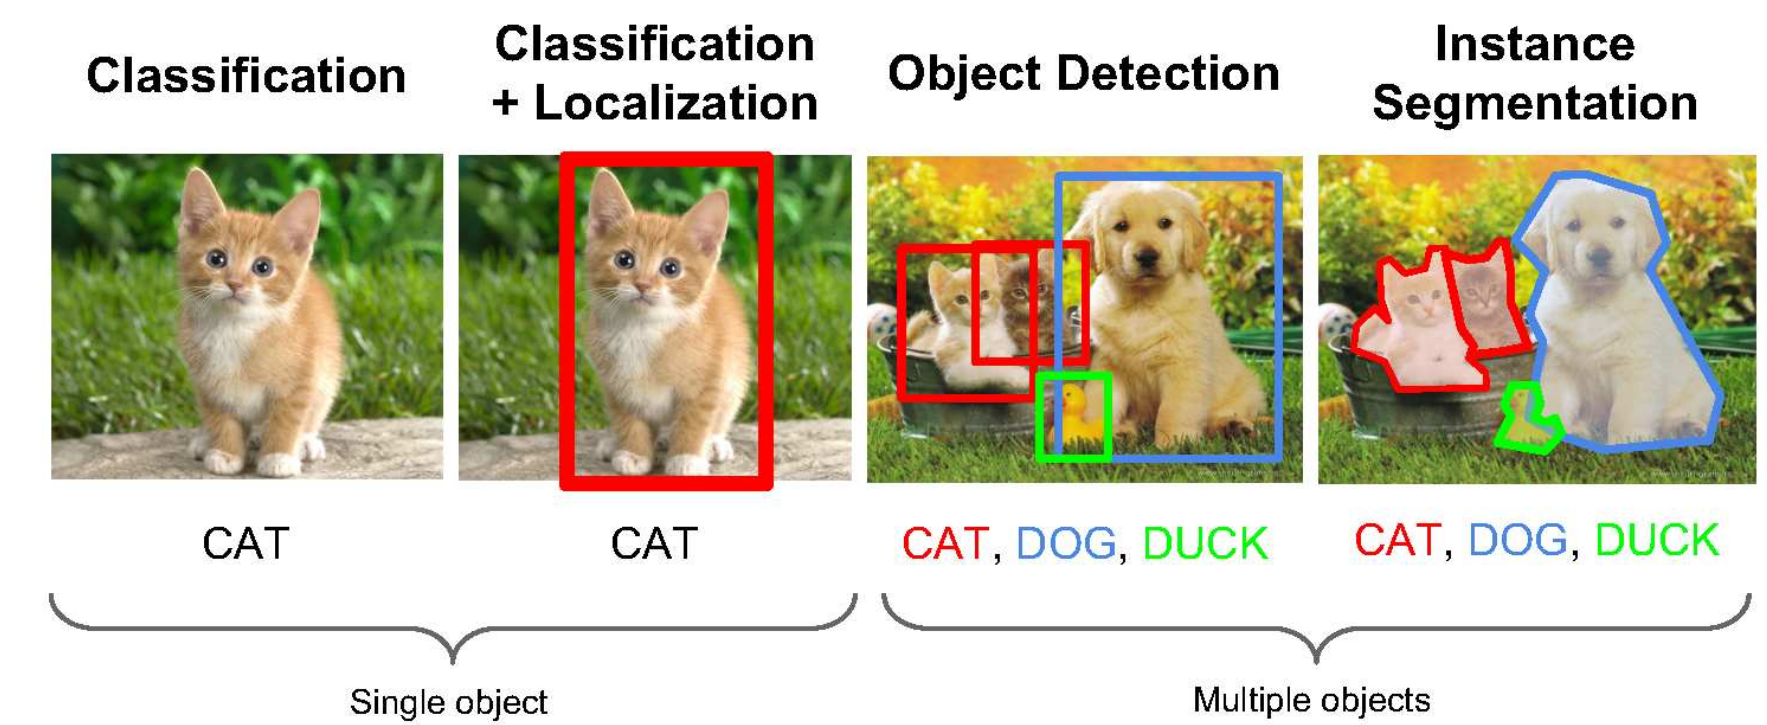 Classification
Classification
+ Localization
Object Detection
Instance
Segmentation
CAT
CAT
CAT, DOG, DUCK
CAT, DOG, DUCK
Single object
Multiple objects